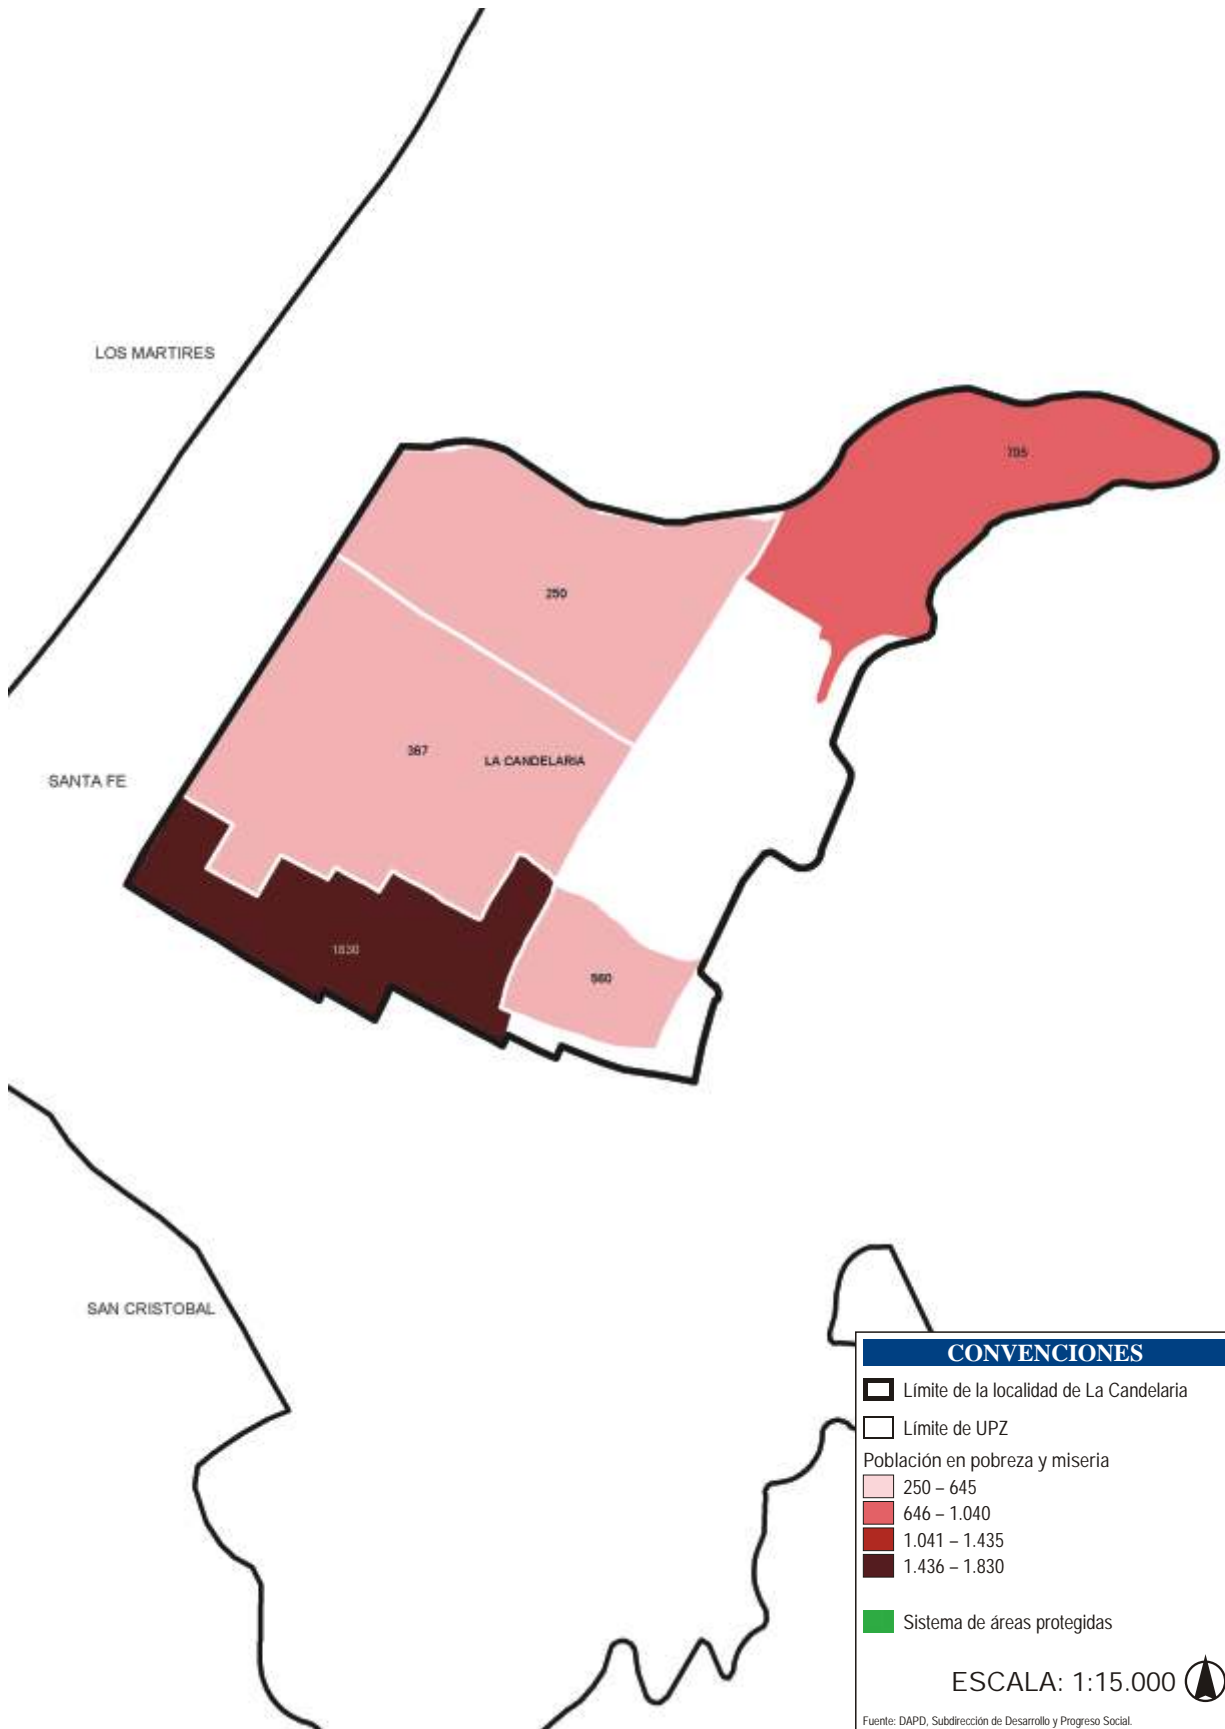 LOS MARTIRES
705
250
367
LA CANDELARIA
SANTA FE
1830
560
SAN CRISTOBAL
CONVENCIONES
Límite de la localidad de La Candelaria
Límite de UPZ
Población en pobreza y miseria
250 – 645
646 – 1.040
1.041 – 1.435
1.436 – 1.830
Sistema de áreas protegidas
ESCALA: 1:15.000
Fuente: DAPD, Subdirección de Desarrollo y Progreso Social.